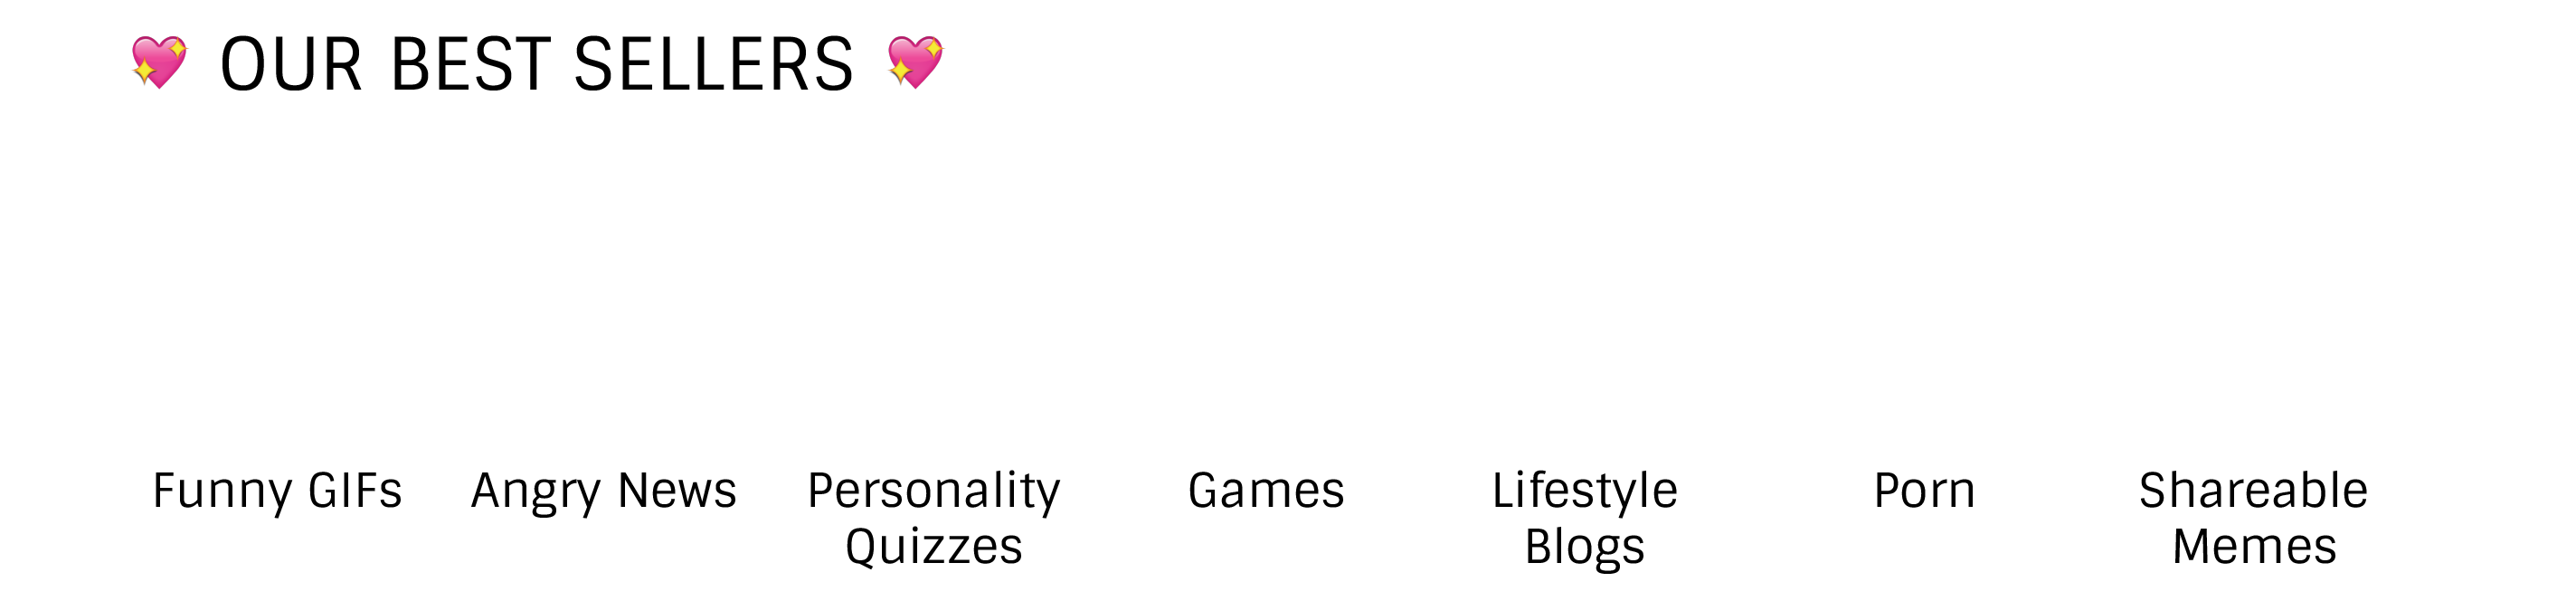 💖 OUR BEST SELLERS 💖
Funny GIFs
Angry News
Personality
Quizzes
Games
Lifestyle
Blogs
Porn
Shareable
Memes